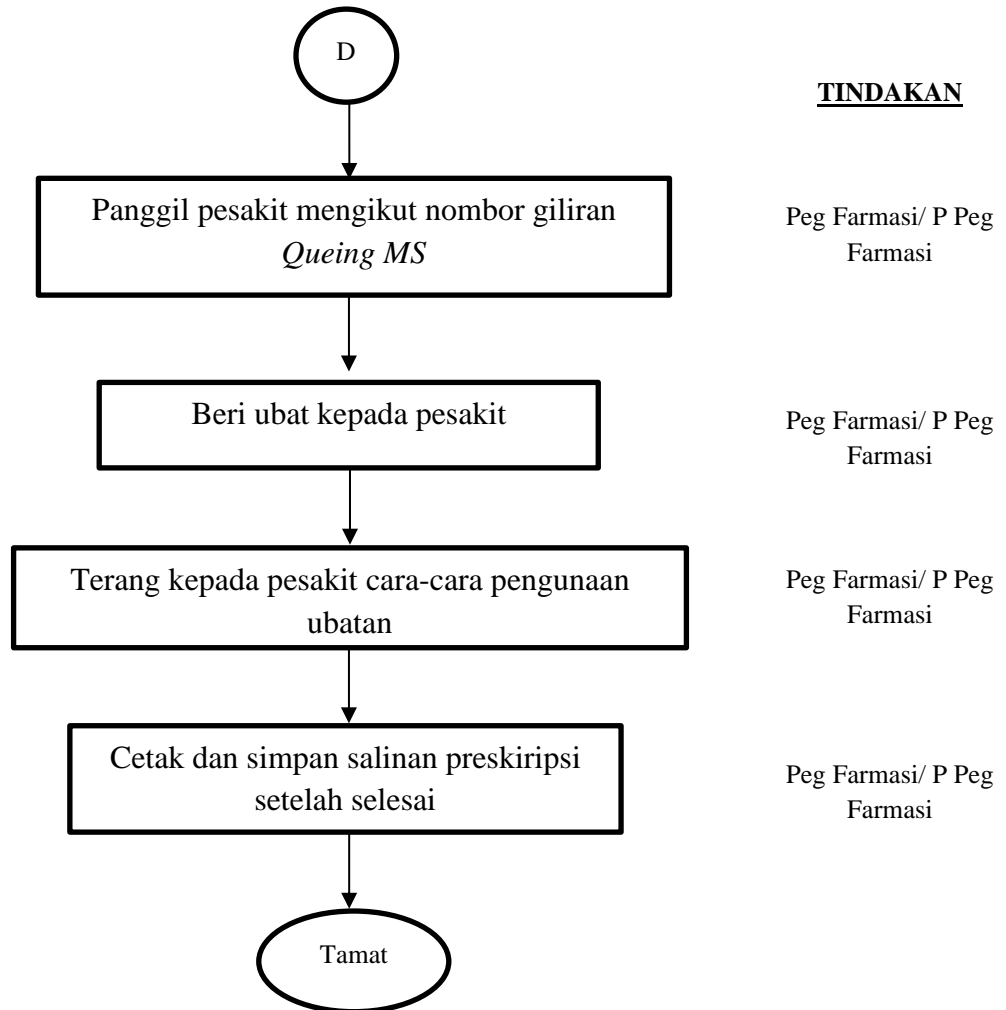 D
TINDAKAN
Panggil pesakit mengikut nombor giliran
Queing MS
Peg Farmasi/ P Peg
Farmasi
Beri ubat kepada pesakit
Peg Farmasi/ P Peg
Farmasi
Terang kepada pesakit cara-cara pengunaan
ubatan
Peg Farmasi/ P Peg
Farmasi
Cetak dan simpan salinan preskiripsi
setelah selesai
Peg Farmasi/ P Peg
Farmasi
Tamat